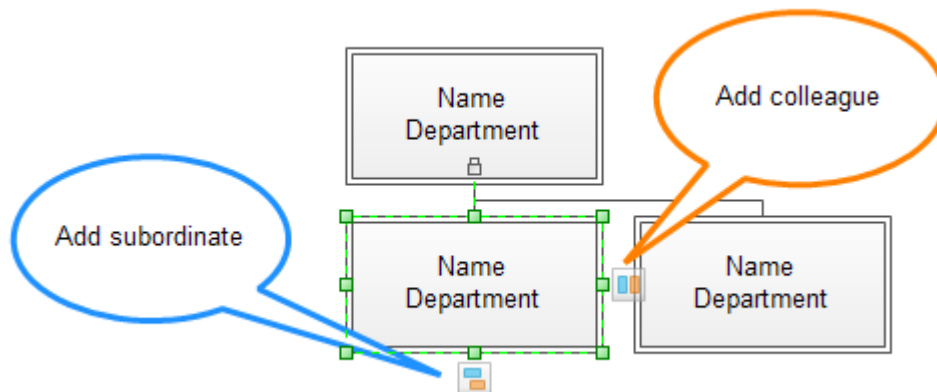 Name
Department
Add colleague
Add subordinate
Name
Department
Name
Department